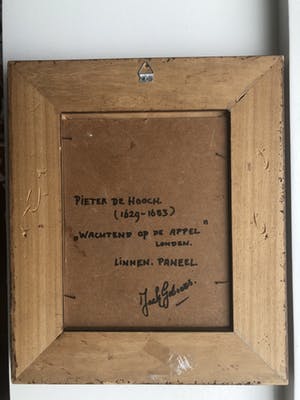 PIETER DE HOOCH.
(1629-1683)
„WACHTEND OP DE APPEL"
LONDEN.
LINNEN. PANEEL.